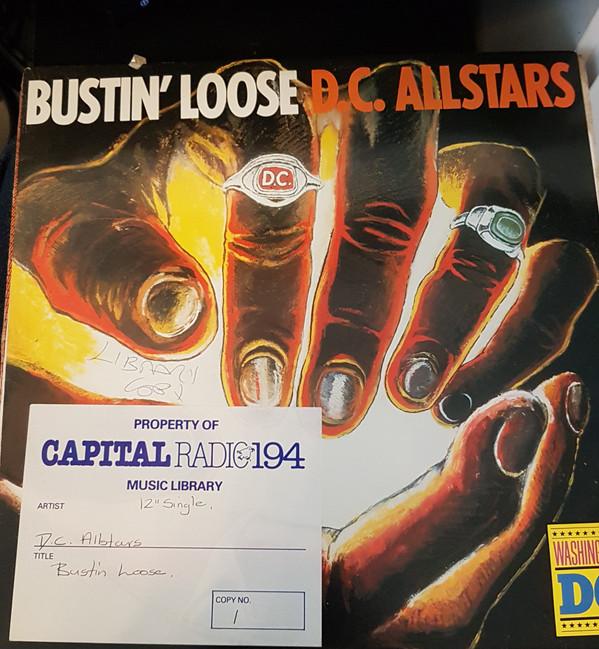 BUSTIN' LOOSE D.C. ALLSTARS
D.C.
LIBRARY
COPY
PROPERTY OF
CAPITAL RADIO 194
MUSIC LIBRARY
ARTIST
12" Single,
D.C. Allstars
TITLE
Bustin Loose,
COPY NO.
1
WASHING